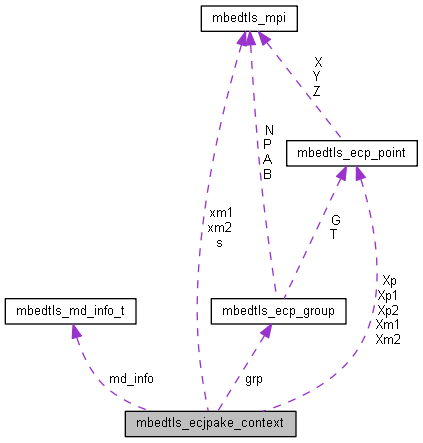 mbedtls_mpi
X
Y
Z
N
P
A
B
mbedtls_ecp_point
xm1
xm2
s
G
T
Xp
Xp1
Xp2
Xm1
Xm2
mbedtls_md_info_t
mbedtls_ecp_group
md_info
grp
mbedtls_ecjpake_context